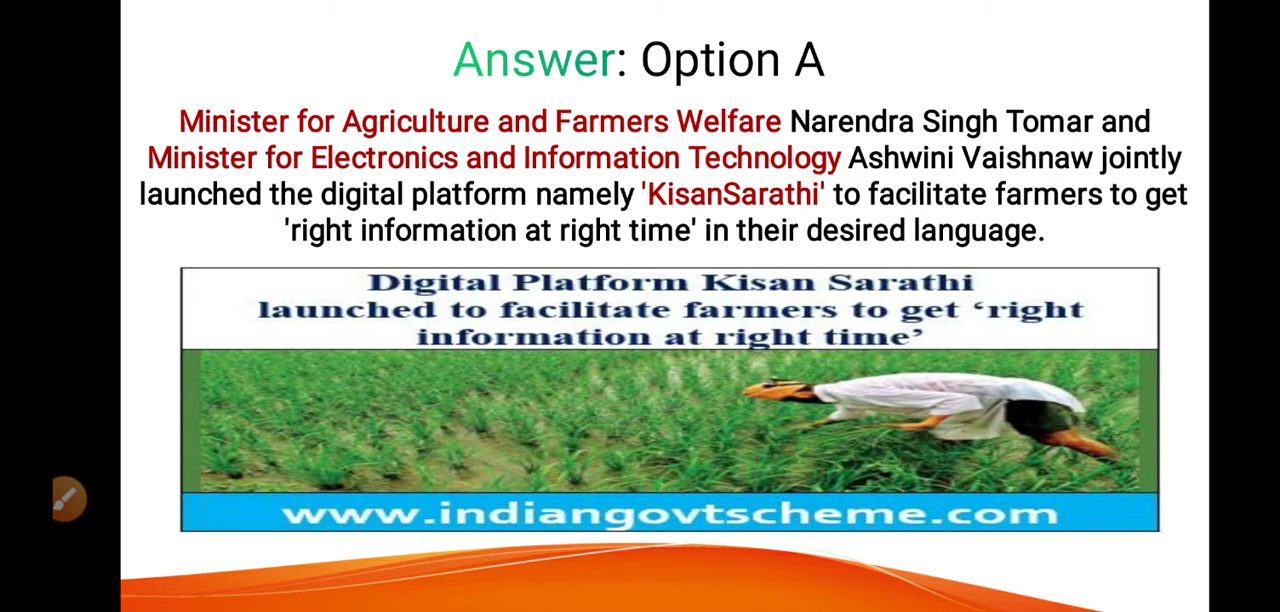 Answer: Option A
Minister for Agriculture and Farmers Welfare Narendra Singh Tomar and
Minister for Electronics and Information Technology Ashwini Vaishnaw jointly
launched the digital platform namely 'KisanSarathi' to facilitate farmers to get
'right information at right time' in their desired language.
Digital Platform Kisan Sarathi
launched to facilitate farmers to get ‘right
information at right time’
www.indiangovtscheme.com